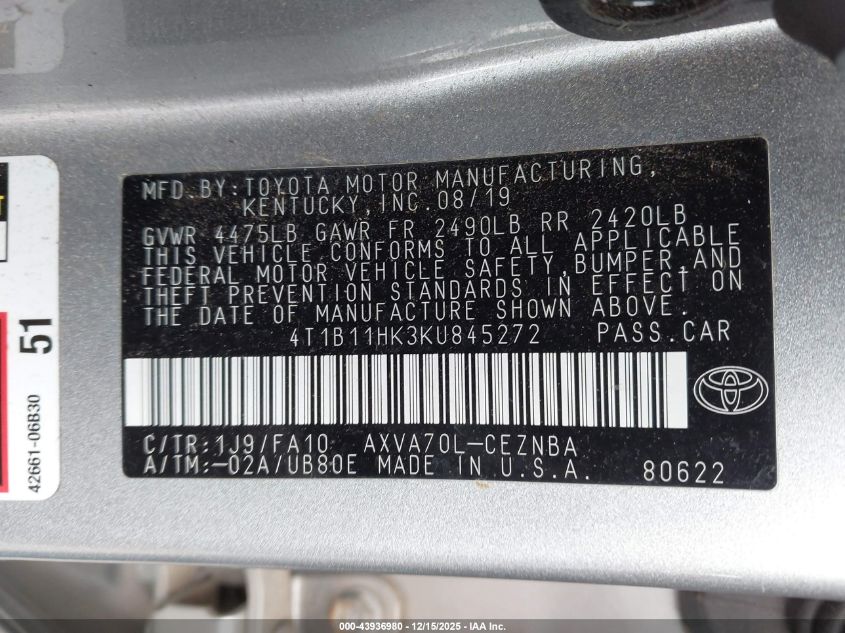 MFD. BY: TOYOTA MOTOR MANUFACTURING,
KENTUCKY, INC. 08/19
GVWR 4475LB GAWR FR 2490LB RR 2420LB
THIS VEHICLE CONFORMS TO ALL APPLICABLE
FEDERAL MOTOR VEHICLE SAFETY, BUMPER, AND
THEFT PREVENTION STANDARDS IN EFFECT ON
THE DATE OF MANUFACTURE SHOWN ABOVE.
4T1B11HK3KU845272 PASS. CAR
C/TR: 1J9/FA10 AXVA70L-CEZNBA
A/TM: -02A/UB80E MADE IN U.S.A. 80622
51
42661-06B30
000-43936980 - 12/15/2025 - IAA Inc.